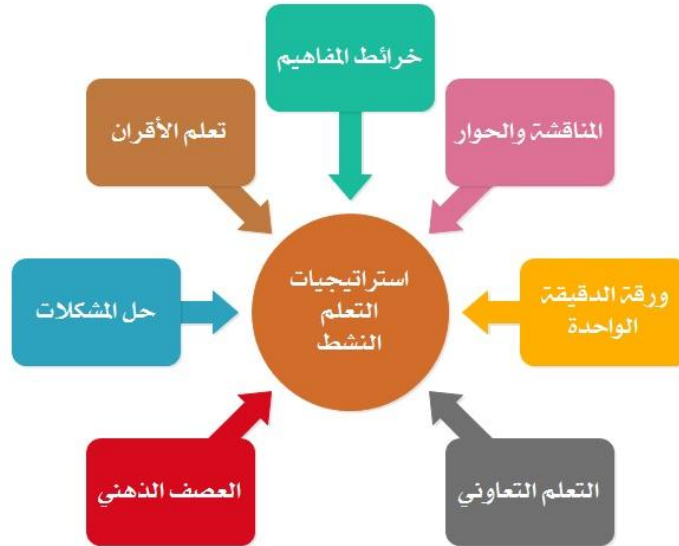 خرائط المفاهيم
المناقشة والحوار
تعلم الأقران
ورقة الدقيقة
الواحدة
استراتيجيات
التعلم
النشط
حل المشكلات
التعلم التعاوني
العصف الذهني